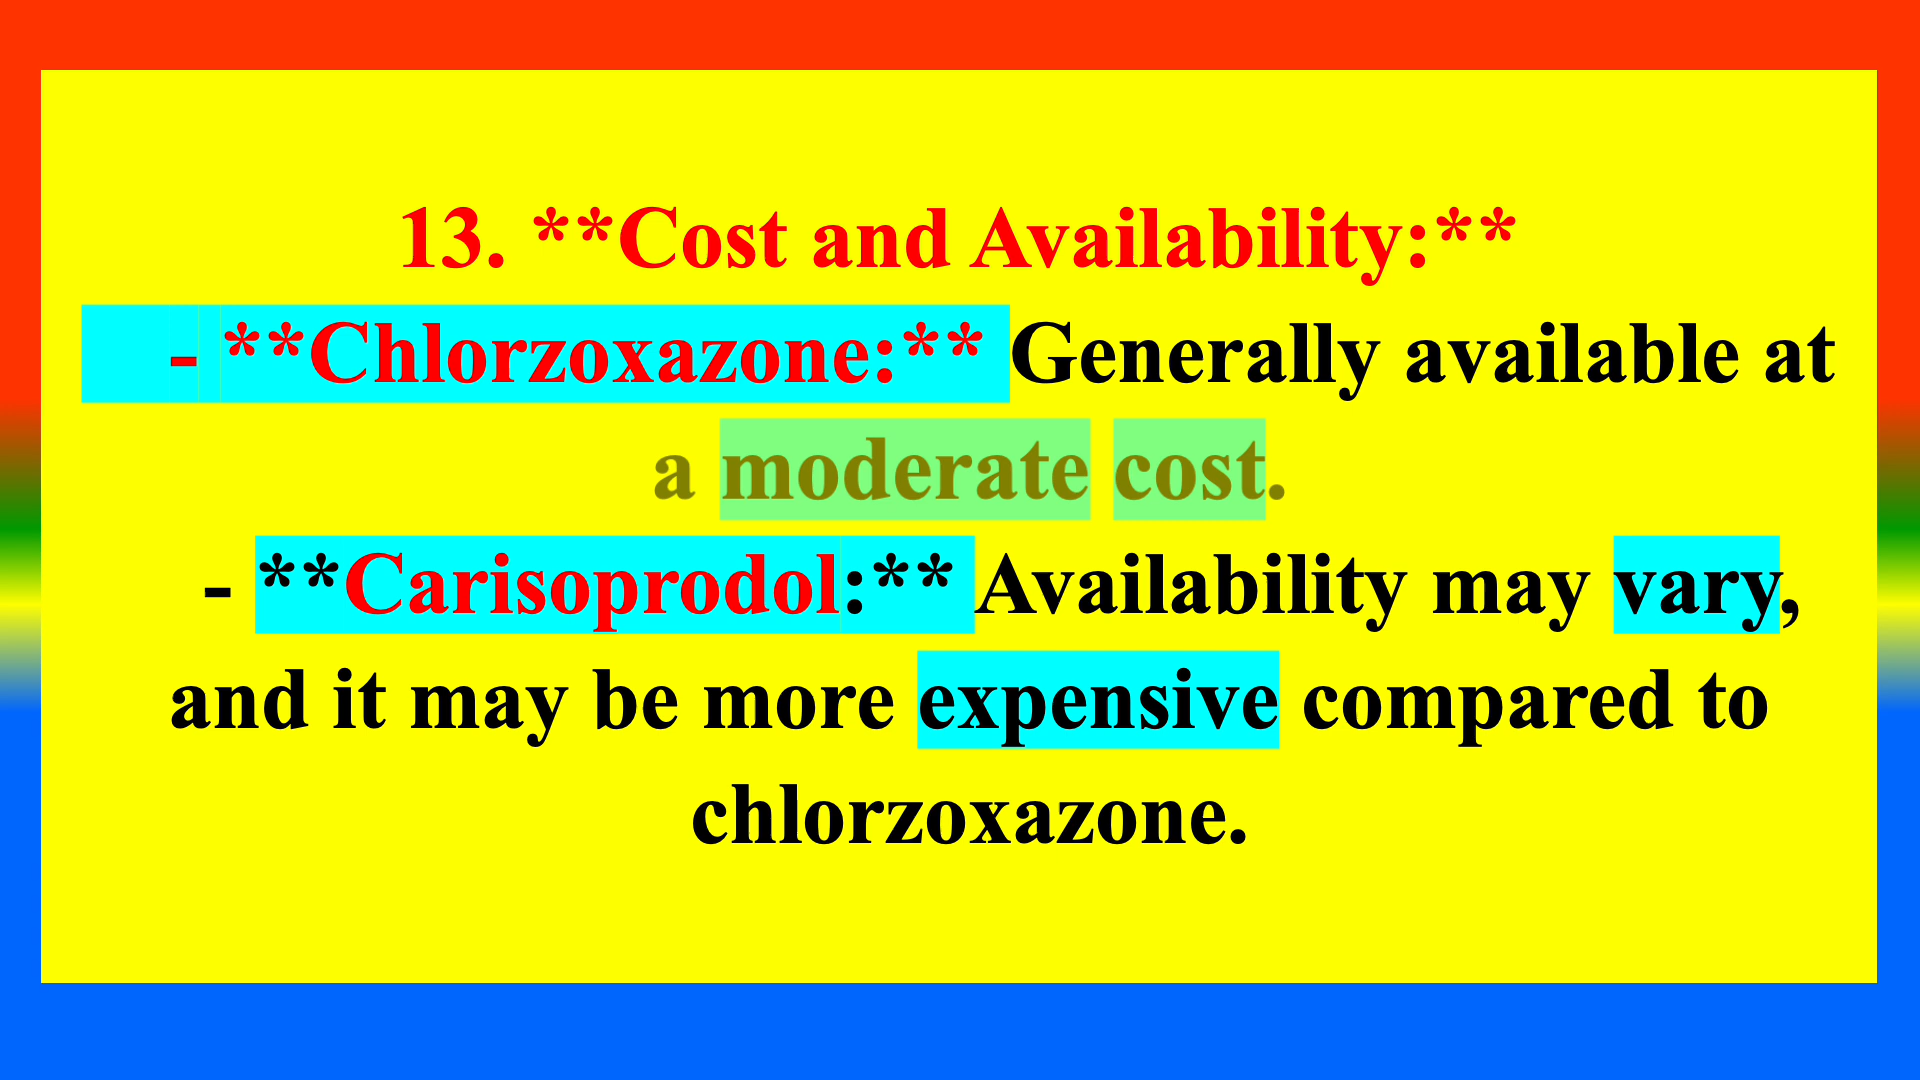 13. **Cost and Availability:**
- **Chlorzoxazone:** Generally available at
a moderate cost.
- **Carisoprodol:** Availability may vary,
and it may be more expensive compared to
chlorzoxazone.